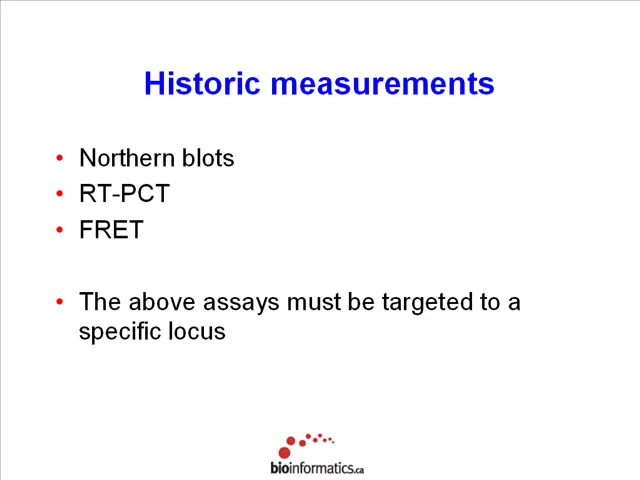 Historic measurements
• Northern blots
• RT-PCT
• FRET
• The above assays must be targeted to a
specific locus
bioinformatics.ca